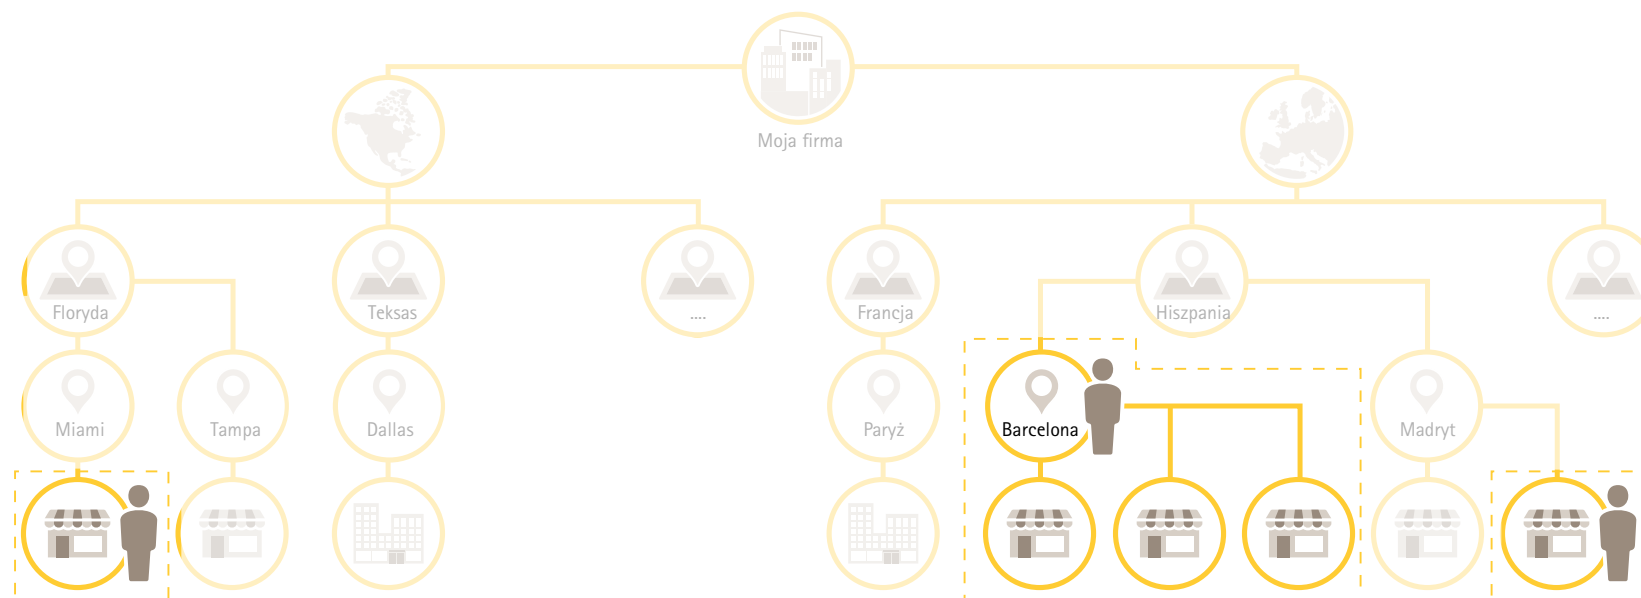 Moja firma
Floryda
Teksas
....
Francja
Hiszpania
....
Miami
Tampa
Dallas
Paryż
Barcelona
Madryt